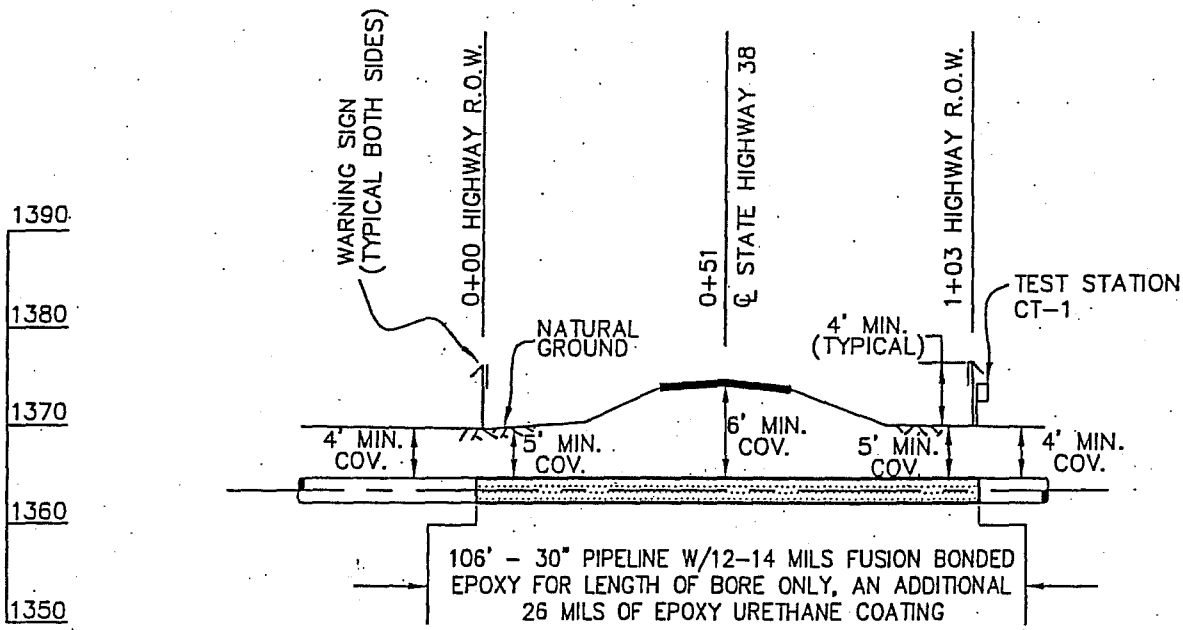 WARNING SIGN
(TYPICAL BOTH SIDES)
0+00 HIGHWAY R.O.W.
0+51
℄ STATE HIGHWAY 38
1+03 HIGHWAY R.O.W.
1390
1380
1370
1360
1350
TEST STATION
CT-1
NATURAL
GROUND
4' MIN.
(TYPICAL)
4' MIN.
COV.
5' MIN.
COV.
6' MIN.
COV.
5' MIN.
COV.
4' MIN.
COV.
106' - 30" PIPELINE W/12-14 MILS FUSION BONDED
EPOXY FOR LENGTH OF BORE ONLY, AN ADDITIONAL
26 MILS OF EPOXY URETHANE COATING